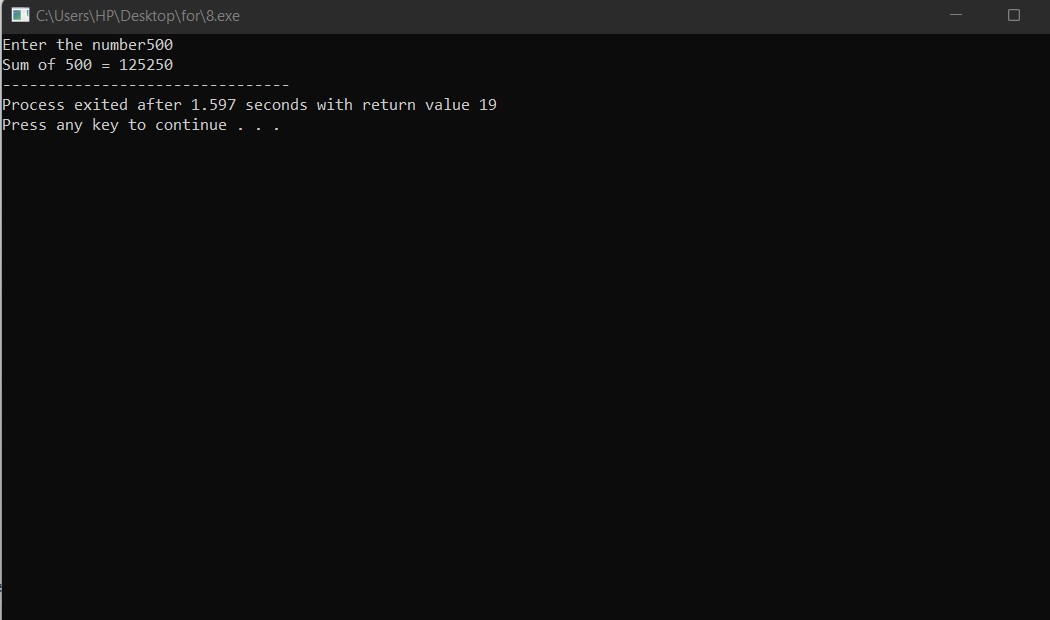 C:\Users\HP\Desktop\for\8.exe
Enter the number500
Sum of 500 = 125250
--------------------------------
Process exited after 1.597 seconds with return value 19
Press any key to continue . . .